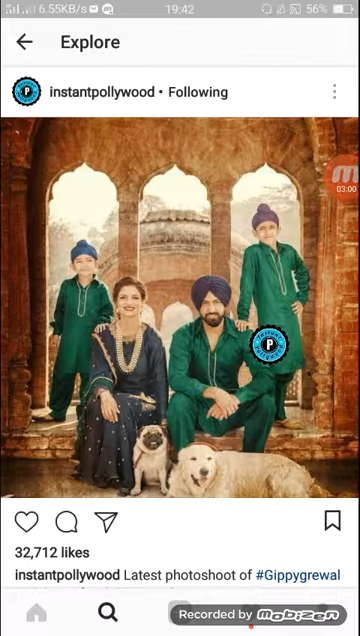 6.55KB/s 19:42 56%
Explore
instantpollywood • Following
03:00
P
32,712 likes
instantpollywood Latest photoshoot of #Gippygrewal
Recorded by mobizen